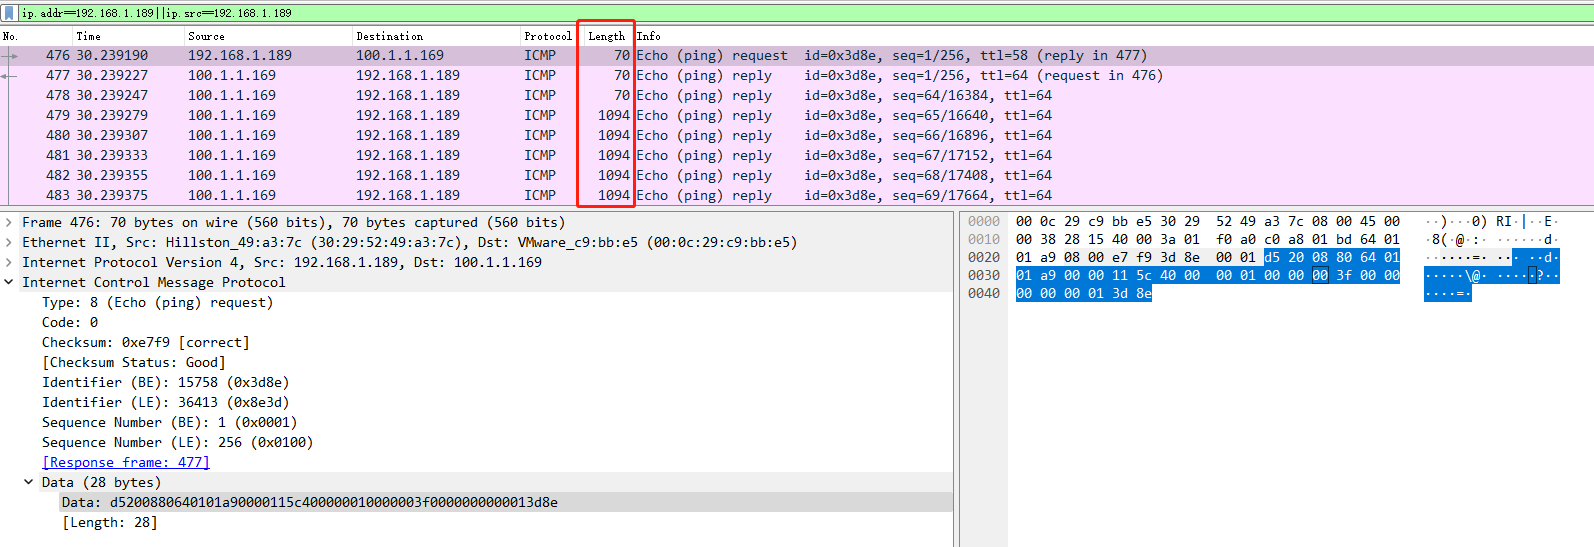 ip.addr==192.168.1.189||ip.src==192.168.1.189
No. Time Source Destination Protocol Length Info
476 30.239190 192.168.1.189 100.1.1.169 ICMP 70 Echo (ping) request id=0x3d8e, seq=1/256, ttl=58 (reply in 477)
477 30.239227 100.1.1.169 192.168.1.189 ICMP 70 Echo (ping) reply id=0x3d8e, seq=1/256, ttl=64 (request in 476)
478 30.239247 100.1.1.169 192.168.1.189 ICMP 70 Echo (ping) reply id=0x3d8e, seq=64/16384, ttl=64
479 30.239279 100.1.1.169 192.168.1.189 ICMP 1094 Echo (ping) reply id=0x3d8e, seq=65/16640, ttl=64
480 30.239307 100.1.1.169 192.168.1.189 ICMP 1094 Echo (ping) reply id=0x3d8e, seq=66/16896, ttl=64
481 30.239333 100.1.1.169 192.168.1.189 ICMP 1094 Echo (ping) reply id=0x3d8e, seq=67/17152, ttl=64
482 30.239355 100.1.1.169 192.168.1.189 ICMP 1094 Echo (ping) reply id=0x3d8e, seq=68/17408, ttl=64
483 30.239375 100.1.1.169 192.168.1.189 ICMP 1094 Echo (ping) reply id=0x3d8e, seq=69/17664, ttl=64
Frame 476: 70 bytes on wire (560 bits), 70 bytes captured (560 bits)
Ethernet II, Src: Hillston_49:a3:7c (30:29:52:49:a3:7c), Dst: VMware_c9:bb:e5 (00:0c:29:c9:bb:e5)
Internet Protocol Version 4, Src: 192.168.1.189, Dst: 100.1.1.169
Internet Control Message Protocol
Type: 8 (Echo (ping) request)
Code: 0
Checksum: 0xe7f9 [correct]
[Checksum Status: Good]
Identifier (BE): 15758 (0x3d8e)
Identifier (LE): 36413 (0x8e3d)
Sequence Number (BE): 1 (0x0001)
Sequence Number (LE): 256 (0x0100)
[Response frame: 477]
Data (28 bytes)
Data: d5200880640101a90000115c400000010000003f0000000000013d8e
[Length: 28]
0000 00 0c 29 c9 bb e5 30 29 52 49 a3 7c 08 00 45 00 ··)···0) RI·|··E·
0010 00 38 28 15 40 00 3a 01 f0 a0 c0 a8 01 bd 64 01 ·8(·@·:· ······d·
0020 01 a9 08 00 e7 f9 3d 8e 00 01 d5 20 08 80 64 01 ······=· ··· ··d·
0030 01 a9 00 00 11 5c 40 00 00 01 00 00 00 3f 00 00 ·····\@· ·····?··
0040 00 00 00 01 3d 8e ····=·